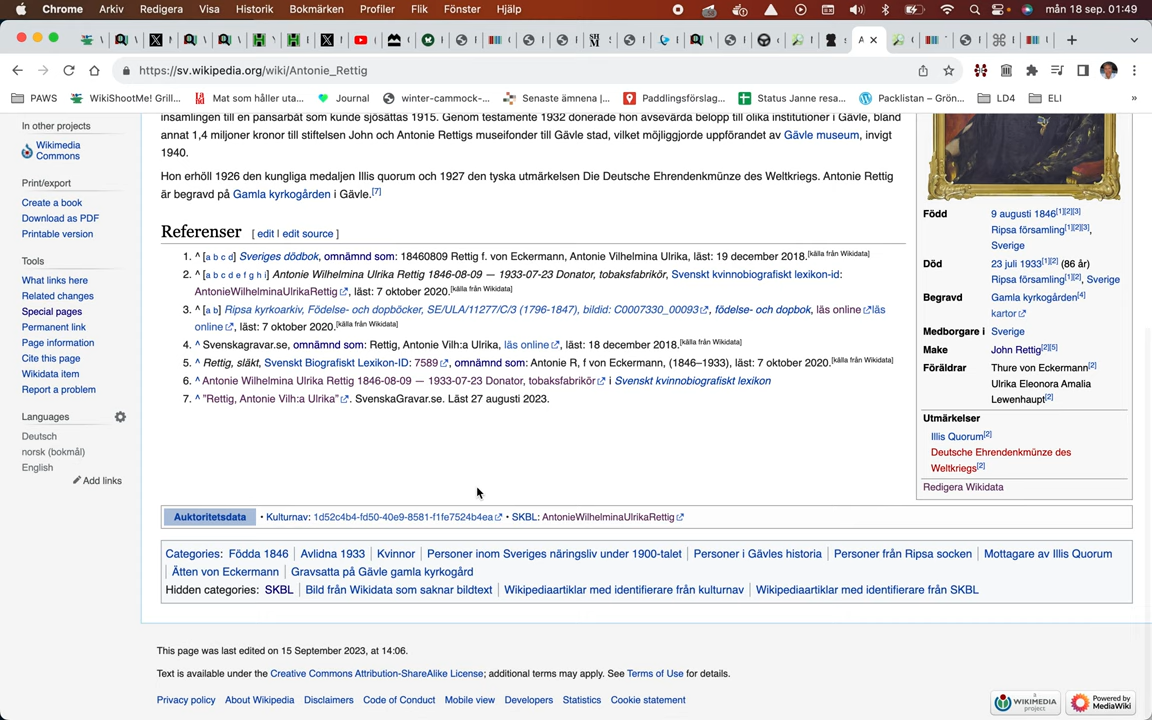 Chrome Arkiv Redigera Visa Historik Bokmärken Profiler Flik Fönster Hjälp mån 18 sep. 01:49
https://sv.wikipedia.org/wiki/Antonie_Rettig
PAWS WikiShootMe! Grill... Mat som håller uta... Journal winter-cammock-... Senaste ämnena |... Paddlingsförslag... Status Janne resa... Packlistan – Grön... LD4 ELI »
In other projects
Wikimedia
Commons
Print/export
Create a book
Download as PDF
Printable version
Tools
What links here
Related changes
Special pages
Permanent link
Page information
Cite this page
Wikidata item
Report a problem
Languages
Deutsch
norsk (bokmål)
English
Add links
insamlingen till en pansarbåt som kunde sjösättas 1915. Genom testamente 1932 donerade hon avsevärda belopp till olika institutioner i Gävle, bland
annat 1,4 miljoner kronor till stiftelsen John och Antonie Rettigs museifonder till Gävle stad, vilket möjliggjorde uppförandet av Gävle museum, invigt
1940.
Hon erhöll 1926 den kungliga medaljen Illis quorum och 1927 den tyska utmärkelsen Die Deutsche Ehrendenkmünze des Weltkriegs. Antonie Rettig
är begravd på Gamla kyrkogården i Gävle.[7]
Referenser [ edit | edit source ]
1. ^ [a b c d] Sveriges dödbok, omnämnd som: 18460809 Rettig f. von Eckermann, Antonie Vilhelmina Ulrika, läst: 19 december 2018.[källa från Wikidata]
2. ^ [a b c d e f g h i] Antonie Wilhelmina Ulrika Rettig 1846-08-09 — 1933-07-23 Donator, tobaksfabrikör, Svenskt kvinnobiografiskt lexikon-id:
AntonieWilhelminaUlrikaRettig, läst: 7 oktober 2020.[källa från Wikidata]
3. ^ [a b] Ripsa kyrkoarkiv, Födelse- och dopböcker, SE/ULA/11277/C/3 (1796-1847), bildid: C0007330_00093, födelse- och dopbok, läs online läs
online, läst: 7 oktober 2020.[källa från Wikidata]
4. ^ Svenskagravar.se, omnämnd som: Rettig, Antonie Vilh:a Ulrika, läs online, läst: 18 december 2018.[källa från Wikidata]
5. ^ Rettig, släkt, Svenskt Biografiskt Lexikon-ID: 7589, omnämnd som: Antonie R, f von Eckermann, (1846–1933), läst: 7 oktober 2020.[källa från Wikidata]
6. ^ Antonie Wilhelmina Ulrika Rettig 1846-08-09 — 1933-07-23 Donator, tobaksfabrikör i Svenskt kvinnobiografiskt lexikon
7. ^ "Rettig, Antonie Vilh:a Ulrika". SvenskaGravar.se. Läst 27 augusti 2023.
Född 9 augusti 1846[1][2][3]
Ripsa församling[1][2][3],
Sverige
Död 23 juli 1933[1][2] (86 år)
Ripsa församling[1][2], Sverige
Begravd Gamla kyrkogården[4]
kartor
Medborgare i Sverige
Make John Rettig[2][5]
Föräldrar Thure von Eckermann[2]
Ulrika Eleonora Amalia
Lewenhaupt[2]
Utmärkelser
Illis Quorum[2]
Deutsche Ehrendenkmünze des
Weltkriegs[2]
Redigera Wikidata
Auktoritetsdata • Kulturnav: 1d52c4b4-fd50-40e9-8581-f1fe7524b4ea • SKBL: AntonieWilhelminaUlrikaRettig
Categories: Födda 1846 | Avlidna 1933 | Kvinnor | Personer inom Sveriges näringsliv under 1900-talet | Personer i Gävles historia | Personer från Ripsa socken | Mottagare av Illis Quorum
| Ätten von Eckermann | Gravsatta på Gävle gamla kyrkogård
Hidden categories: SKBL | Bild från Wikidata som saknar bildtext | Wikipediaartiklar med identifierare från kulturnav | Wikipediaartiklar med identifierare från SKBL
This page was last edited on 15 September 2023, at 14:06.
Text is available under the Creative Commons Attribution-ShareAlike License; additional terms may apply. See Terms of Use for details.
Privacy policy About Wikipedia Disclaimers Code of Conduct Mobile view Developers Statistics Cookie statement
WIKIMEDIA
project
Powered by
MediaWiki